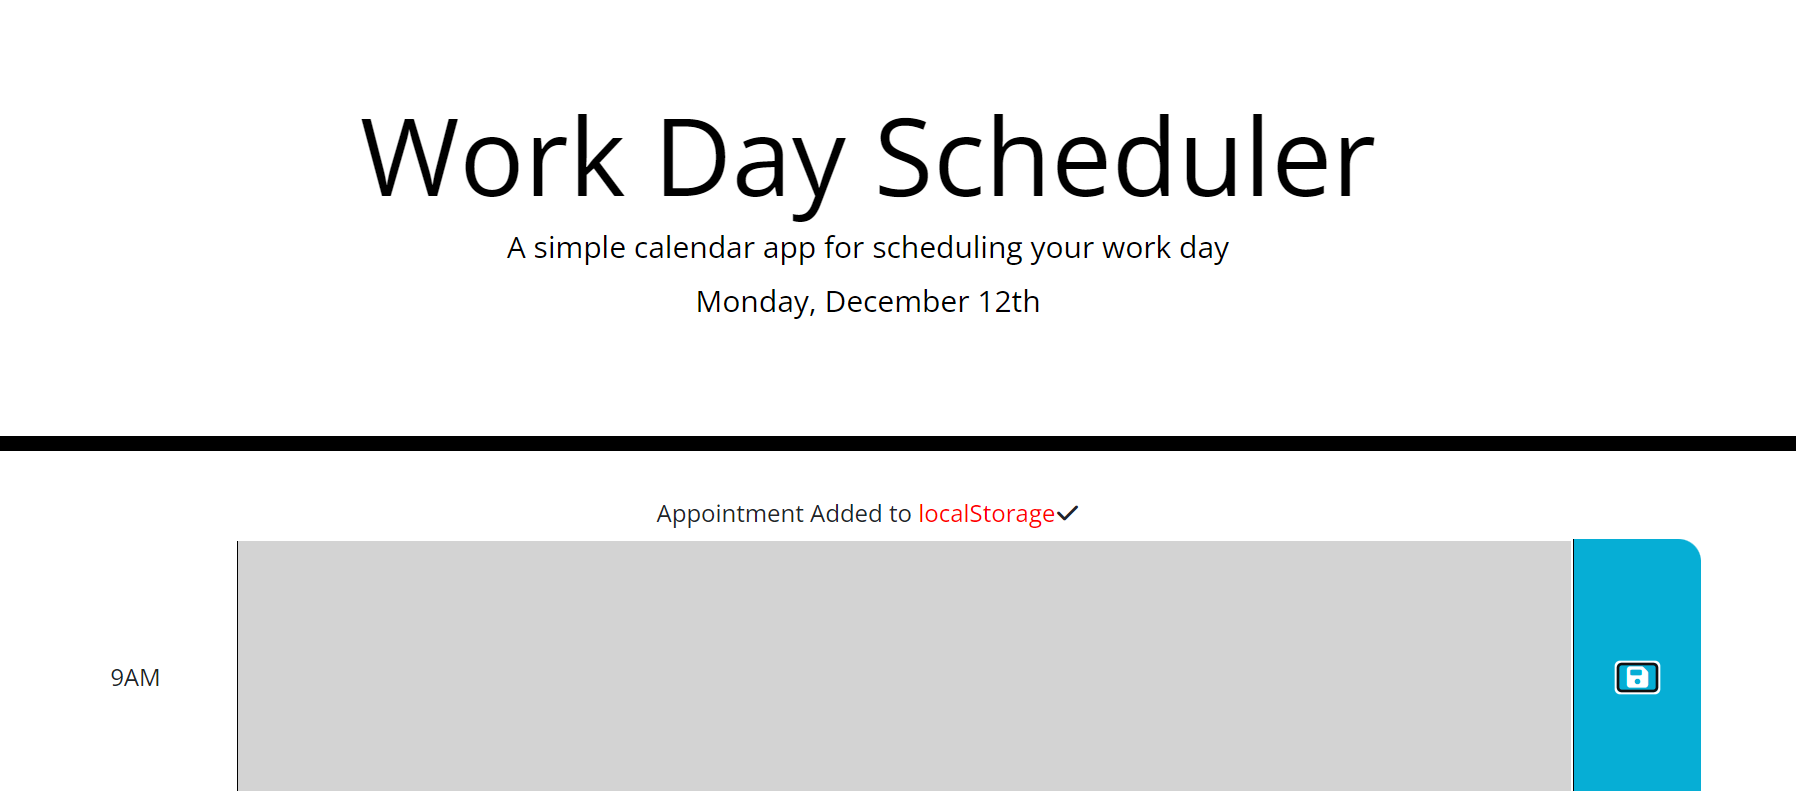 Work Day Scheduler
A simple calendar app for scheduling your work day
Monday, December 12th
Appointment Added to localStorage✓
9AM